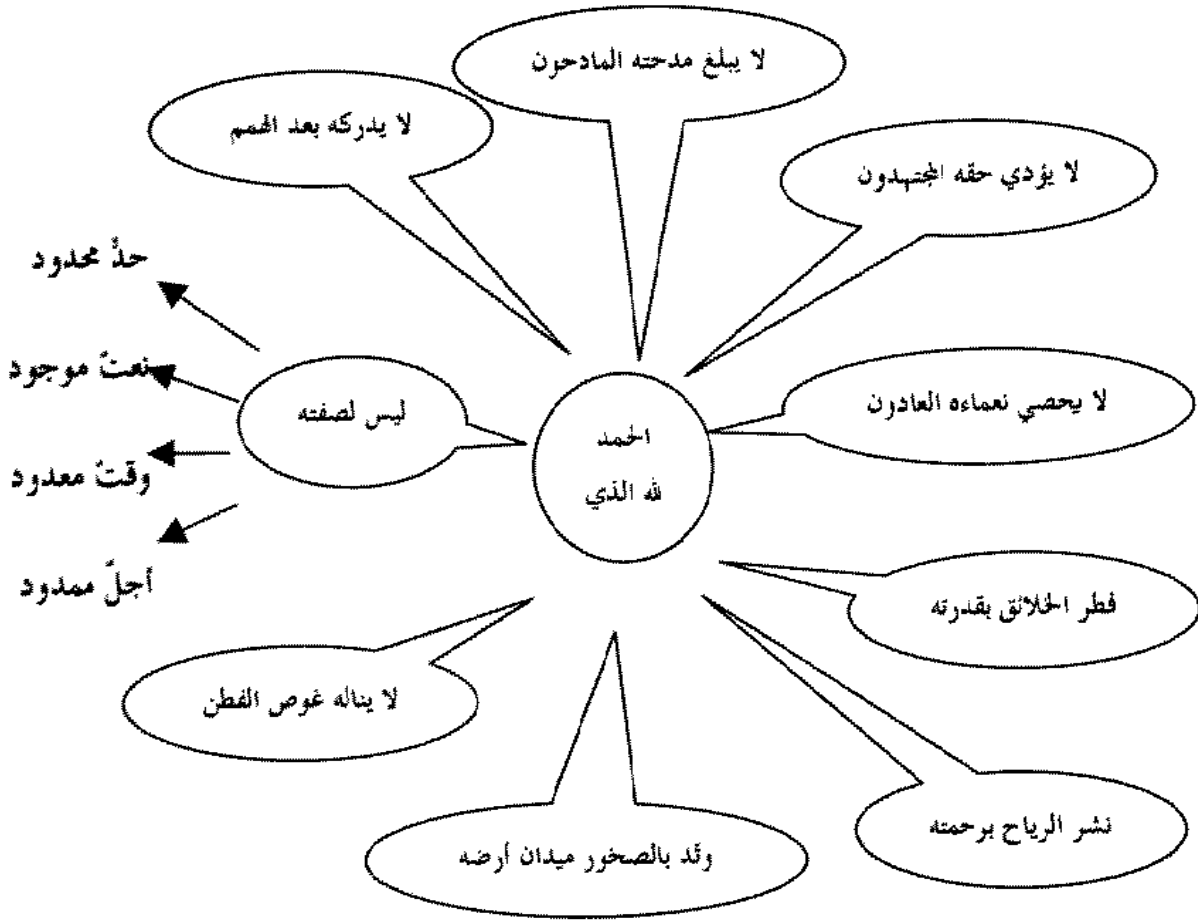 لا يبلغ مدحته المادحون
لا يدركه بعد الهمم
لا يؤدي حقه المجتهدون
حدٌّ محدود
نعتٌ موجود
وقتٌ معدود
أجلٌ ممدود
ليس لصفته
الحمد
لله الذي
لا يحصي نعماءه العادون
فطر الخلائق بقدرته
لا يناله غوص الفطن
نشر الرياح برحمته
وتّد بالصخور ميدان أرضه